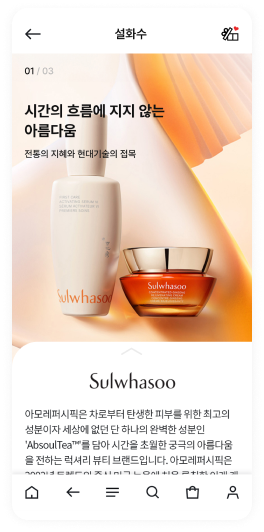 설화수
01 / 03
시간의 흐름에 지지 않는
아름다움
전통의 지혜와 현대기술의 접목
Sulwhasoo
Sulwhasoo
Sulwhasoo
아모레퍼시픽은 차로부터 탄생한 피부를 위한 최고의
성분이자 세상에 없던 단 하나의 완벽한 성분인
'AbsoulTea™'를 담아 시간을 초월한 궁극의 아름다움
을 전하는 럭셔리 뷰티 브랜드입니다. 아모레퍼시픽은